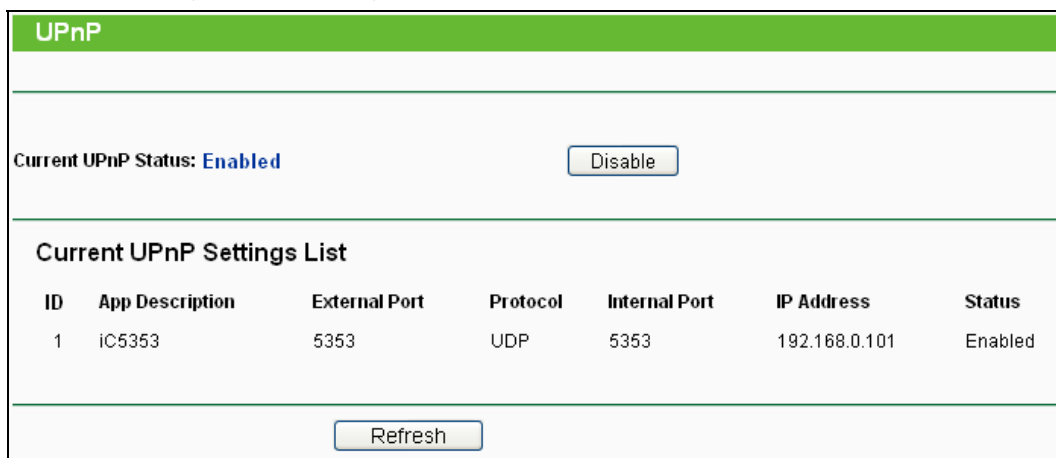 UPnP
Current UPnP Status: Enabled Disable
Current UPnP Settings List
ID App Description External Port Protocol Internal Port IP Address Status
1 iC5353 5353 UDP 5353 192.168.0.101 Enabled
Refresh